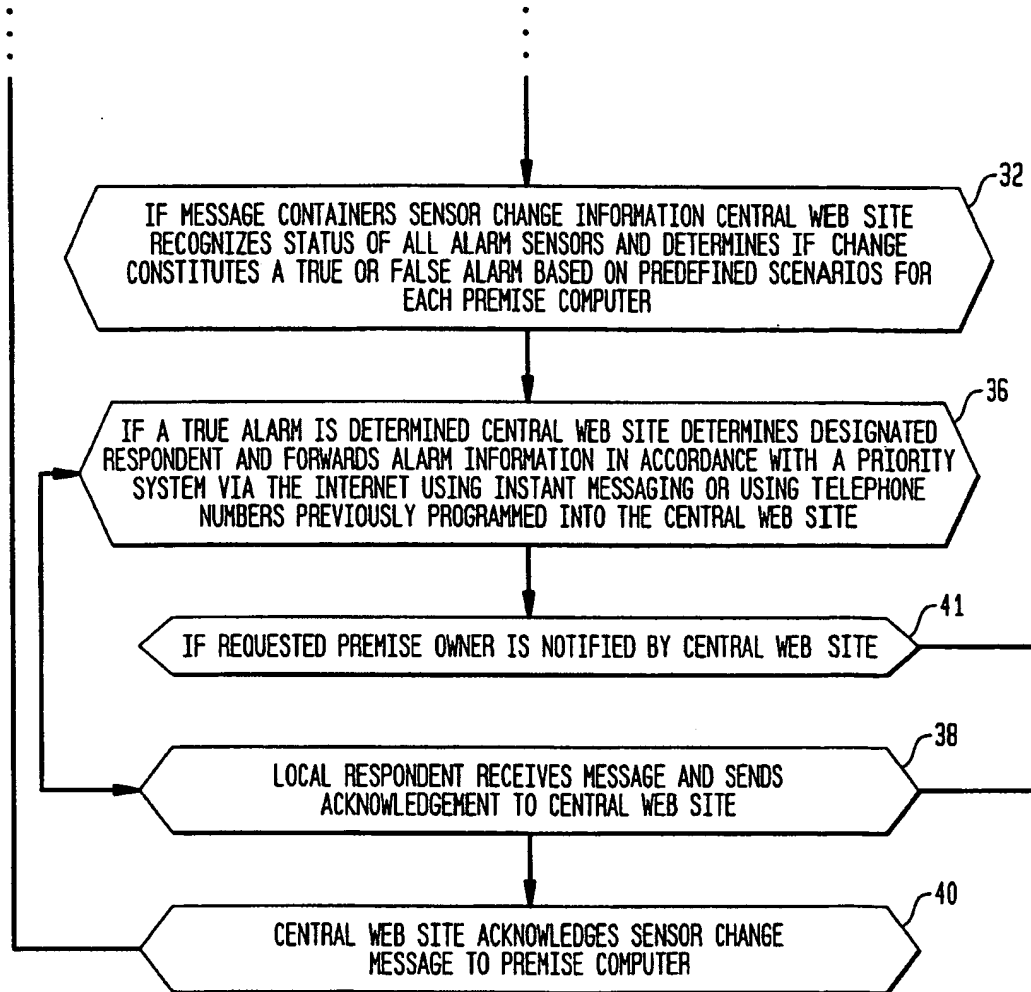 32
IF MESSAGE CONTAINERS SENSOR CHANGE INFORMATION CENTRAL WEB SITE
RECOGNIZES STATUS OF ALL ALARM SENSORS AND DETERMINES IF CHANGE
CONSTITUTES A TRUE OR FALSE ALARM BASED ON PREDEFINED SCENARIOS FOR
EACH PREMISE COMPUTER
36
IF A TRUE ALARM IS DETERMINED CENTRAL WEB SITE DETERMINES DESIGNATED
RESPONDENT AND FORWARDS ALARM INFORMATION IN ACCORDANCE WITH A PRIORITY
SYSTEM VIA THE INTERNET USING INSTANT MESSAGING OR USING TELEPHONE
NUMBERS PREVIOUSLY PROGRAMMED INTO THE CENTRAL WEB SITE
41
IF REQUESTED PREMISE OWNER IS NOTIFIED BY CENTRAL WEB SITE
38
LOCAL RESPONDENT RECEIVES MESSAGE AND SENDS
ACKNOWLEDGEMENT TO CENTRAL WEB SITE
40
CENTRAL WEB SITE ACKNOWLEDGES SENSOR CHANGE
MESSAGE TO PREMISE COMPUTER